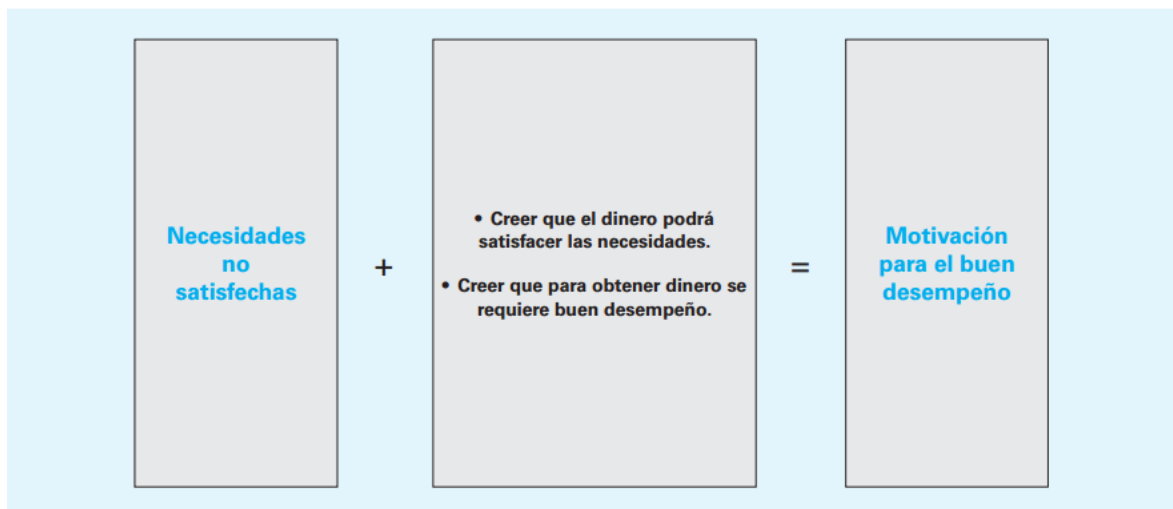 Necesidades
no
satisfechas
+
• Creer que el dinero podrá
satisfacer las necesidades.
• Creer que para obtener dinero se
requiere buen desempeño.
=
Motivación
para el buen
desempeño